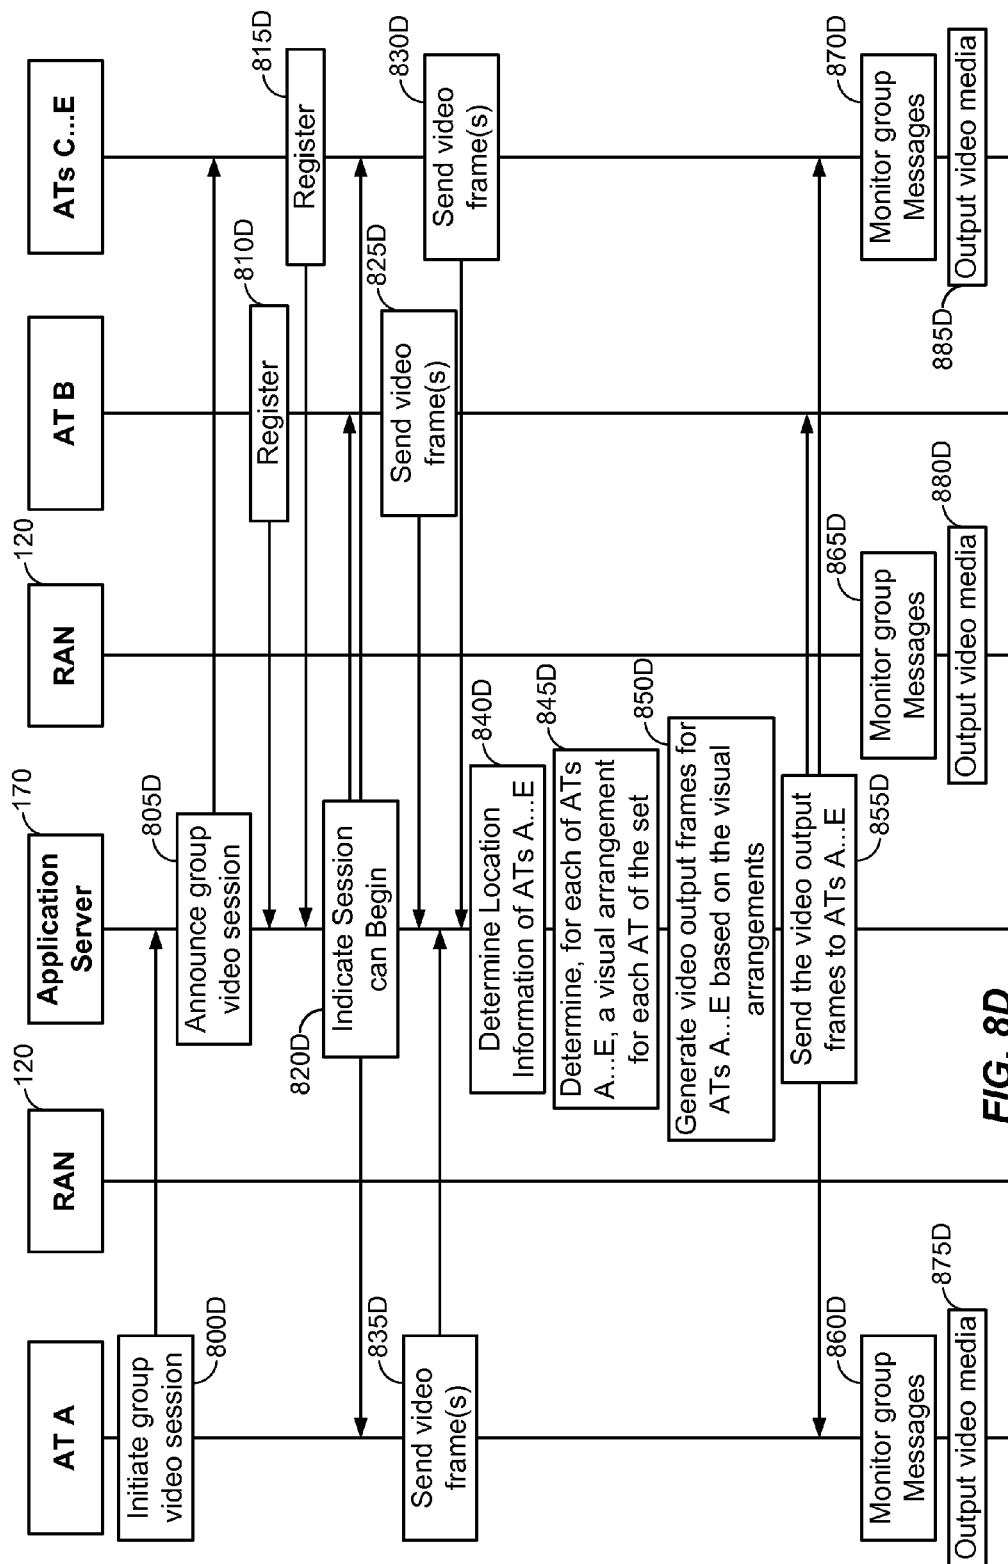 AT A
RAN
120
Application
Server
170
RAN
120
AT B
ATs C...E
Initiate group
video session
800D
Announce group
video session
805D
Register
810D
Register
815D
Indicate Session
can Begin
820D
Send video
frame(s)
825D
Send video
frame(s)
830D
Send video
frame(s)
835D
Determine Location
Information of ATs A...E
840D
Determine, for each of ATs
A...E, a visual arrangement
for each AT of the set
845D
Generate video output frames for
ATs A...E based on the visual
arrangements
850D
Send the video output
frames to ATs A...E
855D
Monitor group
Messages
860D
Monitor group
Messages
865D
Monitor group
Messages
870D
Output video media
875D
Output video media
880D
Output video media
885D
FIG. 8D